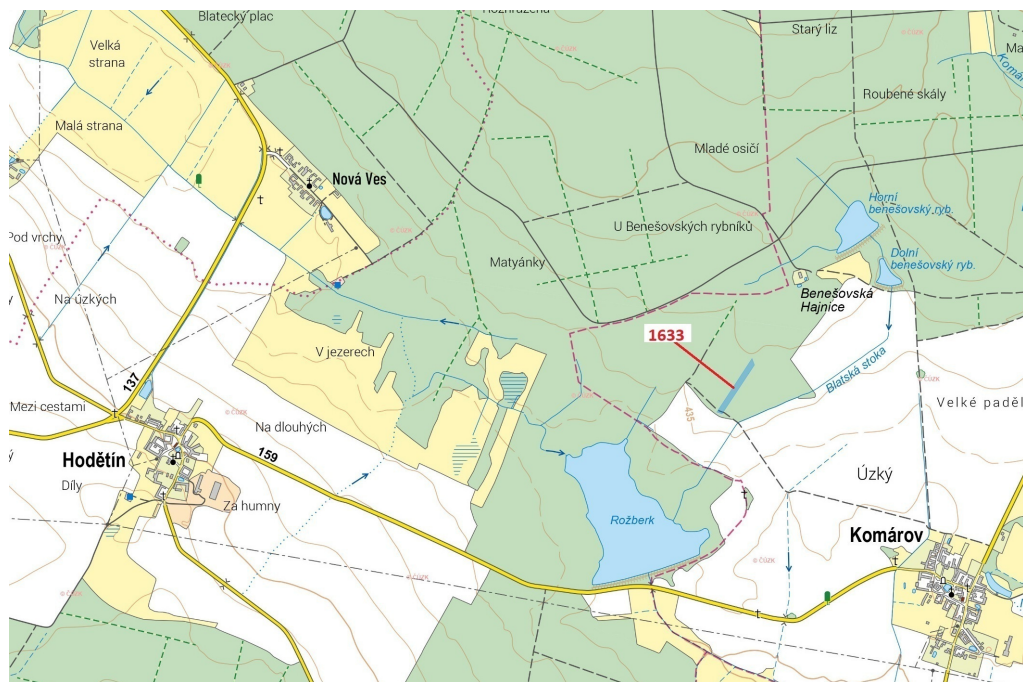 Blatecký plac
Starý liz
Velká
strana
Roubené skály
Malá strana
Mladé osičí
Nová Ves
Horní
benešovský ryb.
U Benešovských rybníků
Pod vrchy
Matyánky
Dolní
benešovský ryb.
Na úzkých
Benešovská
Hajnice
1633
V jezerech
Blatská stoka
137
Mezi cestami
435
Na dlouhých
159
Hodětín
Díly
Úzký
Za humny
Rožberk
Komárov
© ČÚZK